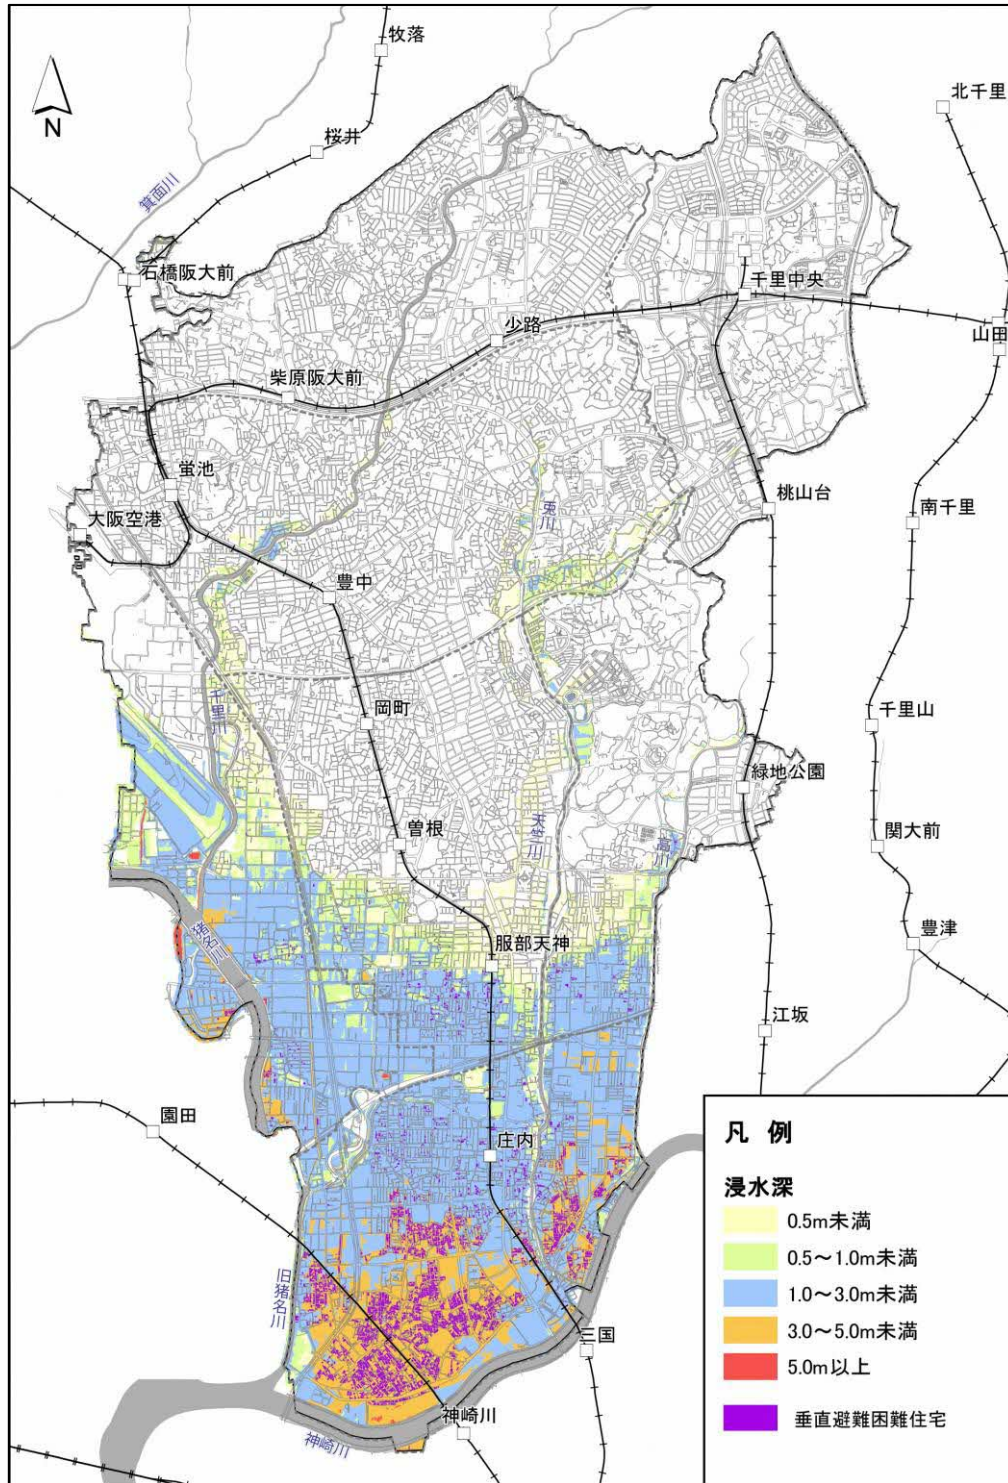 牧落
北千里
N
桜井
箕面川
石橋阪大前
千里中央
少路
山田
柴原阪大前
蛍池
桃山台
大阪空港
兎川
南千里
豊中
千里川
岡町
千里山
緑地公園
曽根
天竺川
高川
関大前
猪名川
服部天神
豊津
江坂
園田
庄内
旧猪名川
三国
神崎川
神崎川
凡 例
浸水深
0.5m未満
0.5～1.0m未満
1.0～3.0m未満
3.0～5.0m未満
5.0m以上
垂直避難困難住宅